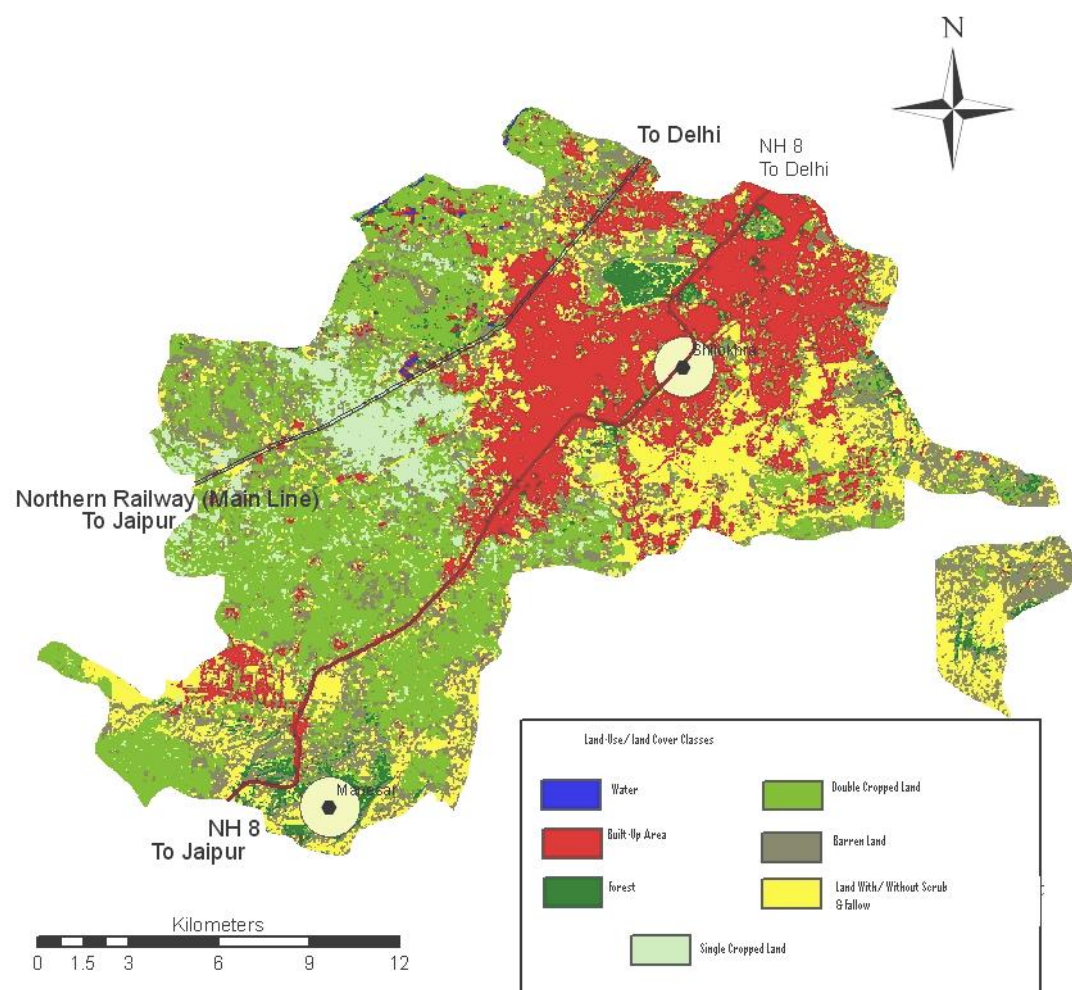 N
To Delhi
NH 8
To Delhi
Northern Railway (Main Line)
To Jaipur
Manesar
NH 8
To Jaipur
Kilometers
0 1.5 3 6 9 12
Land-Use/land Cover Classes
Water
Built-Up Area
Forest
Double Cropped Land
Barren Land
Land With/Without Scrub
& fallow
Single Cropped Land